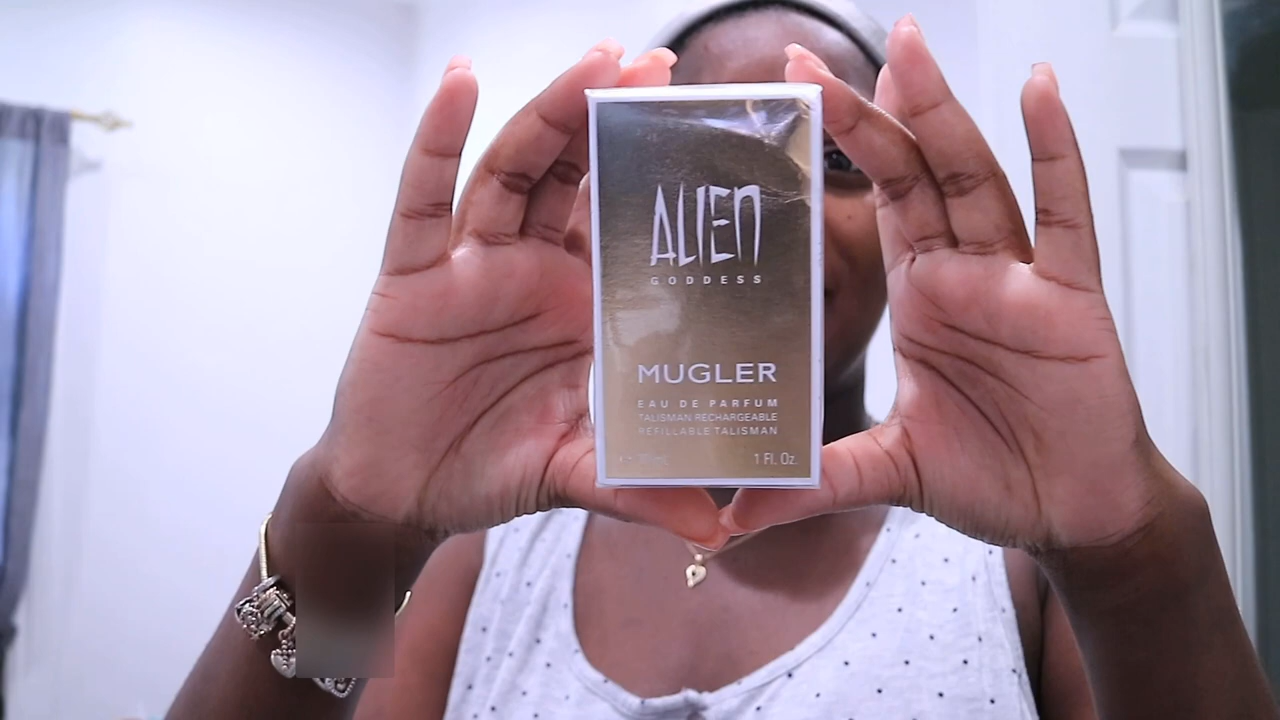 ALIEN
GODDESS
MUGLER
EAU DE PARFUM
TALISMAN RECHARGEABLE
REFILLABLE TALISMAN
1 Fl. Oz.